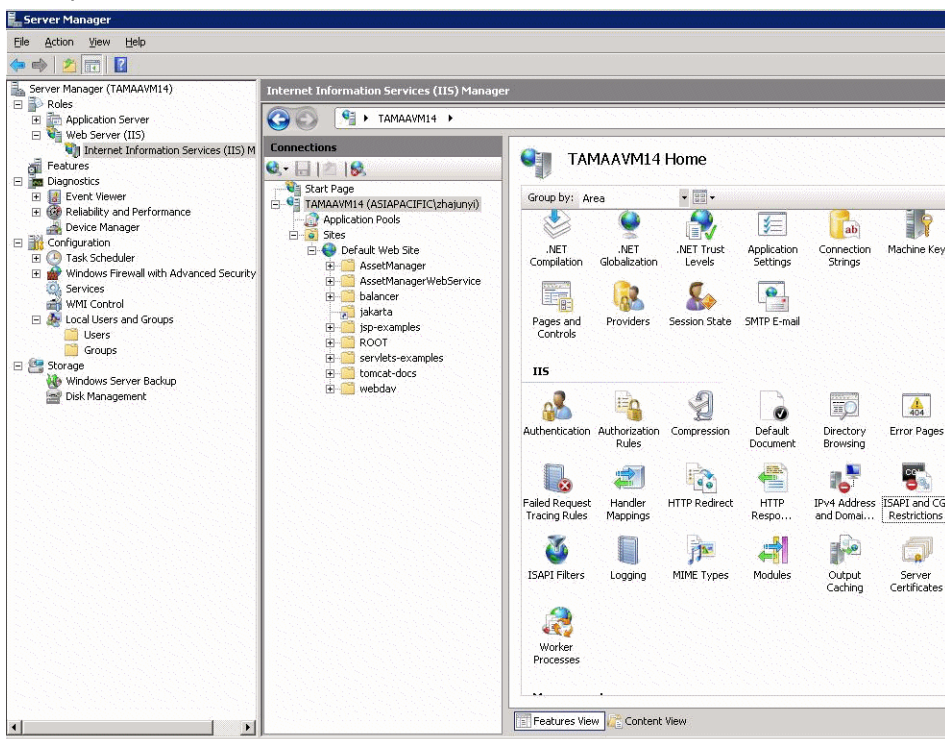 Server Manager
File Action View Help
Server Manager (TAMAAVM14)
Roles
Application Server
Web Server (IIS)
Internet Information Services (IIS) M
Features
Diagnostics
Event Viewer
Reliability and Performance
Device Manager
Configuration
Task Scheduler
Windows Firewall with Advanced Security
Services
WMI Control
Local Users and Groups
Users
Groups
Storage
Windows Server Backup
Disk Management
Internet Information Services (IIS) Manager
TAMAAVM14
Connections
Start Page
TAMAAVM14 (ASIAPACIFIC\zhajunyi)
Application Pools
Sites
Default Web Site
AssetManager
AssetManagerWebService
balancer
jakarta
jsp-examples
ROOT
servlets-examples
tomcat-docs
webdav
TAMAAVM14 Home
Group by: Area
.NET Compilation
.NET Globalization
.NET Trust Levels
Application Settings
Connection Strings
Machine Key
Pages and Controls
Providers
Session State
SMTP E-mail
IIS
Authentication
Authorization Rules
Compression
Default Document
Directory Browsing
404
Error Pages
Failed Request Tracing Rules
Handler Mappings
HTTP Redirect
HTTP Respo...
IPv4 Address and Domai...
ISAPI and CG Restrictions
ISAPI Filters
Logging
MIME Types
Modules
Output Caching
Server Certificates
Worker Processes
Features View
Content View